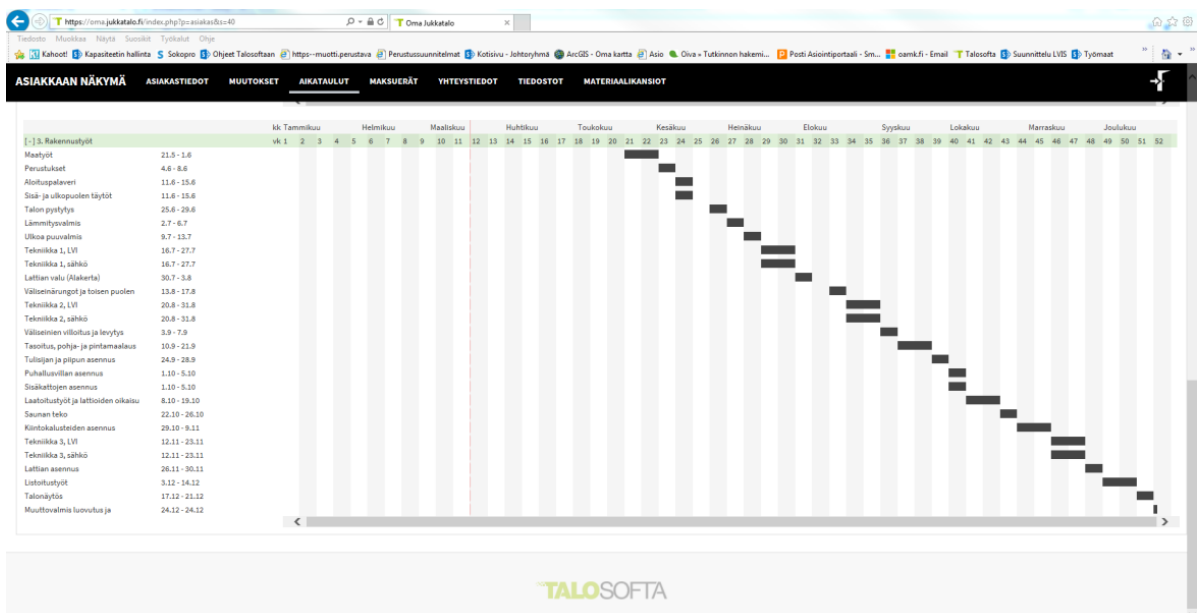 https://oma.jukkatalo.fi/index.php?p=asiakas&s=40
Oma Jukkatalo
Tiedosto Muokkaa Näytä Suosikit Työkalut Ohje
Kahoot! Kapasiteetin hallinta Sokopro Ohjeet Talosoftaan https--muotti.perustava Perustussuunnitelmat Kotisivu - Johtoryhmä ArcGIS - Oma kartta Asio Oiva » Tutkinnon hakemi... Posti Asiointiportaali - Sm... oamk.fi - Email Talosofta Suunnittelu LVIS Työmaat
ASIAKKAAN NÄKYMÄ ASIAKASTIEDOT MUUTOKSET AIKATAULUT MAKSUERÄT YHTEYSTIEDOT TIEDOSTOT MATERIAALIKANSIOT
kk Tammikuu Helmikuu Maaliskuu Huhtikuu Toukokuu Kesäkuu Heinäkuu Elokuu Syyskuu Lokakuu Marraskuu Joulukuu
[-] 3. Rakennustyöt vk 1 2 3 4 5 6 7 8 9 10 11 12 13 14 15 16 17 18 19 20 21 22 23 24 25 26 27 28 29 30 31 32 33 34 35 36 37 38 39 40 41 42 43 44 45 46 47 48 49 50 51 52
Maatyöt 21.5 - 1.6
Perustukset 4.6 - 8.6
Aloituspalaveri 11.6 - 15.6
Sisä- ja ulkopuolen täytöt 11.6 - 15.6
Talon pystytys 25.6 - 29.6
Lämmitysvalmis 2.7 - 6.7
Ulkoa puuvalmis 9.7 - 13.7
Tekniikka 1, LVI 16.7 - 27.7
Tekniikka 1, sähkö 16.7 - 27.7
Lattian valu (Alakerta) 30.7 - 3.8
Väliseinärungot ja toisen puolen 13.8 - 17.8
Tekniikka 2, LVI 20.8 - 31.8
Tekniikka 2, sähkö 20.8 - 31.8
Väliseinien villoitus ja levytys 3.9 - 7.9
Tasoitus, pohja- ja pintamaalaus 10.9 - 21.9
Tulisijan ja piipun asennus 24.9 - 28.9
Puhallusvillan asennus 1.10 - 5.10
Sisäkattojen asennus 1.10 - 5.10
Laatoitustyöt ja lattioiden oikaisu 8.10 - 19.10
Saunan teko 22.10 - 26.10
Kiintokalusteiden asennus 29.10 - 9.11
Tekniikka 3, LVI 12.11 - 23.11
Tekniikka 3, sähkö 12.11 - 23.11
Lattian asennus 26.11 - 30.11
Listoitustyöt 3.12 - 14.12
Talonäytös 17.12 - 21.12
Muuttovalmis luovutus ja 24.12 - 24.12
TALOSOFTA